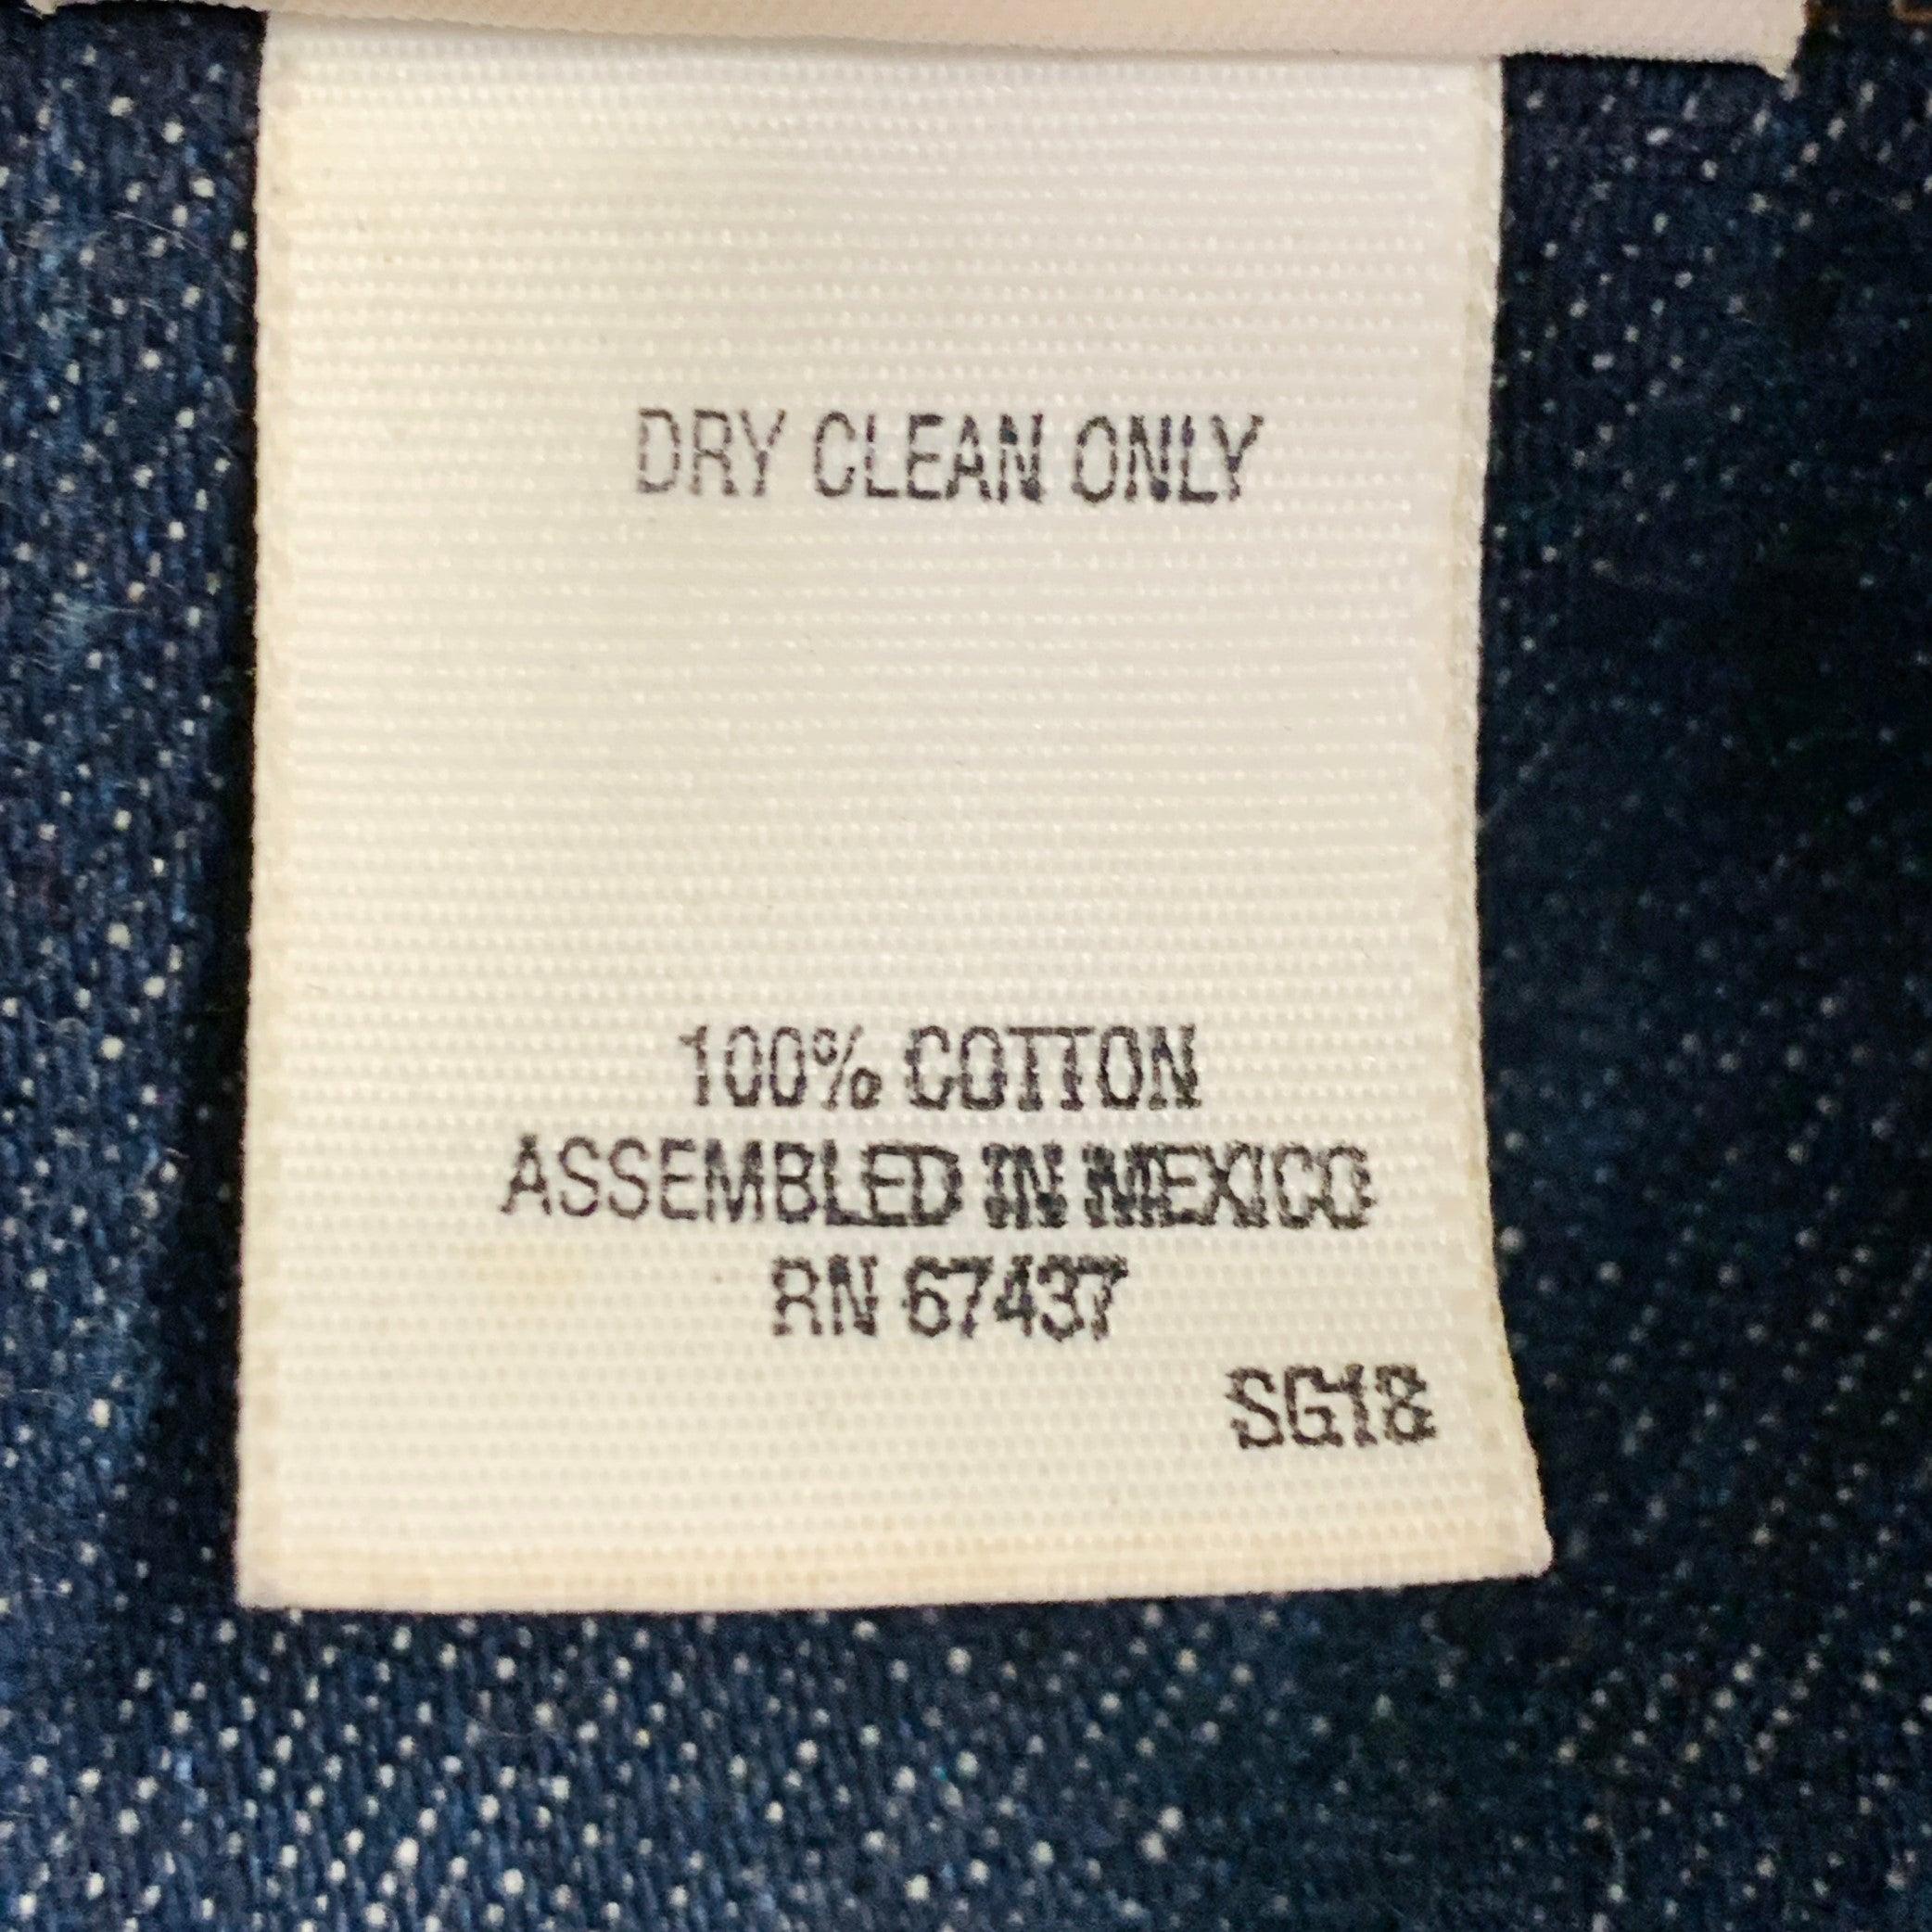 DRY CLEAN ONLY
100% COTTON
ASSEMBLED IN MEXICO
RN 67437
SG18